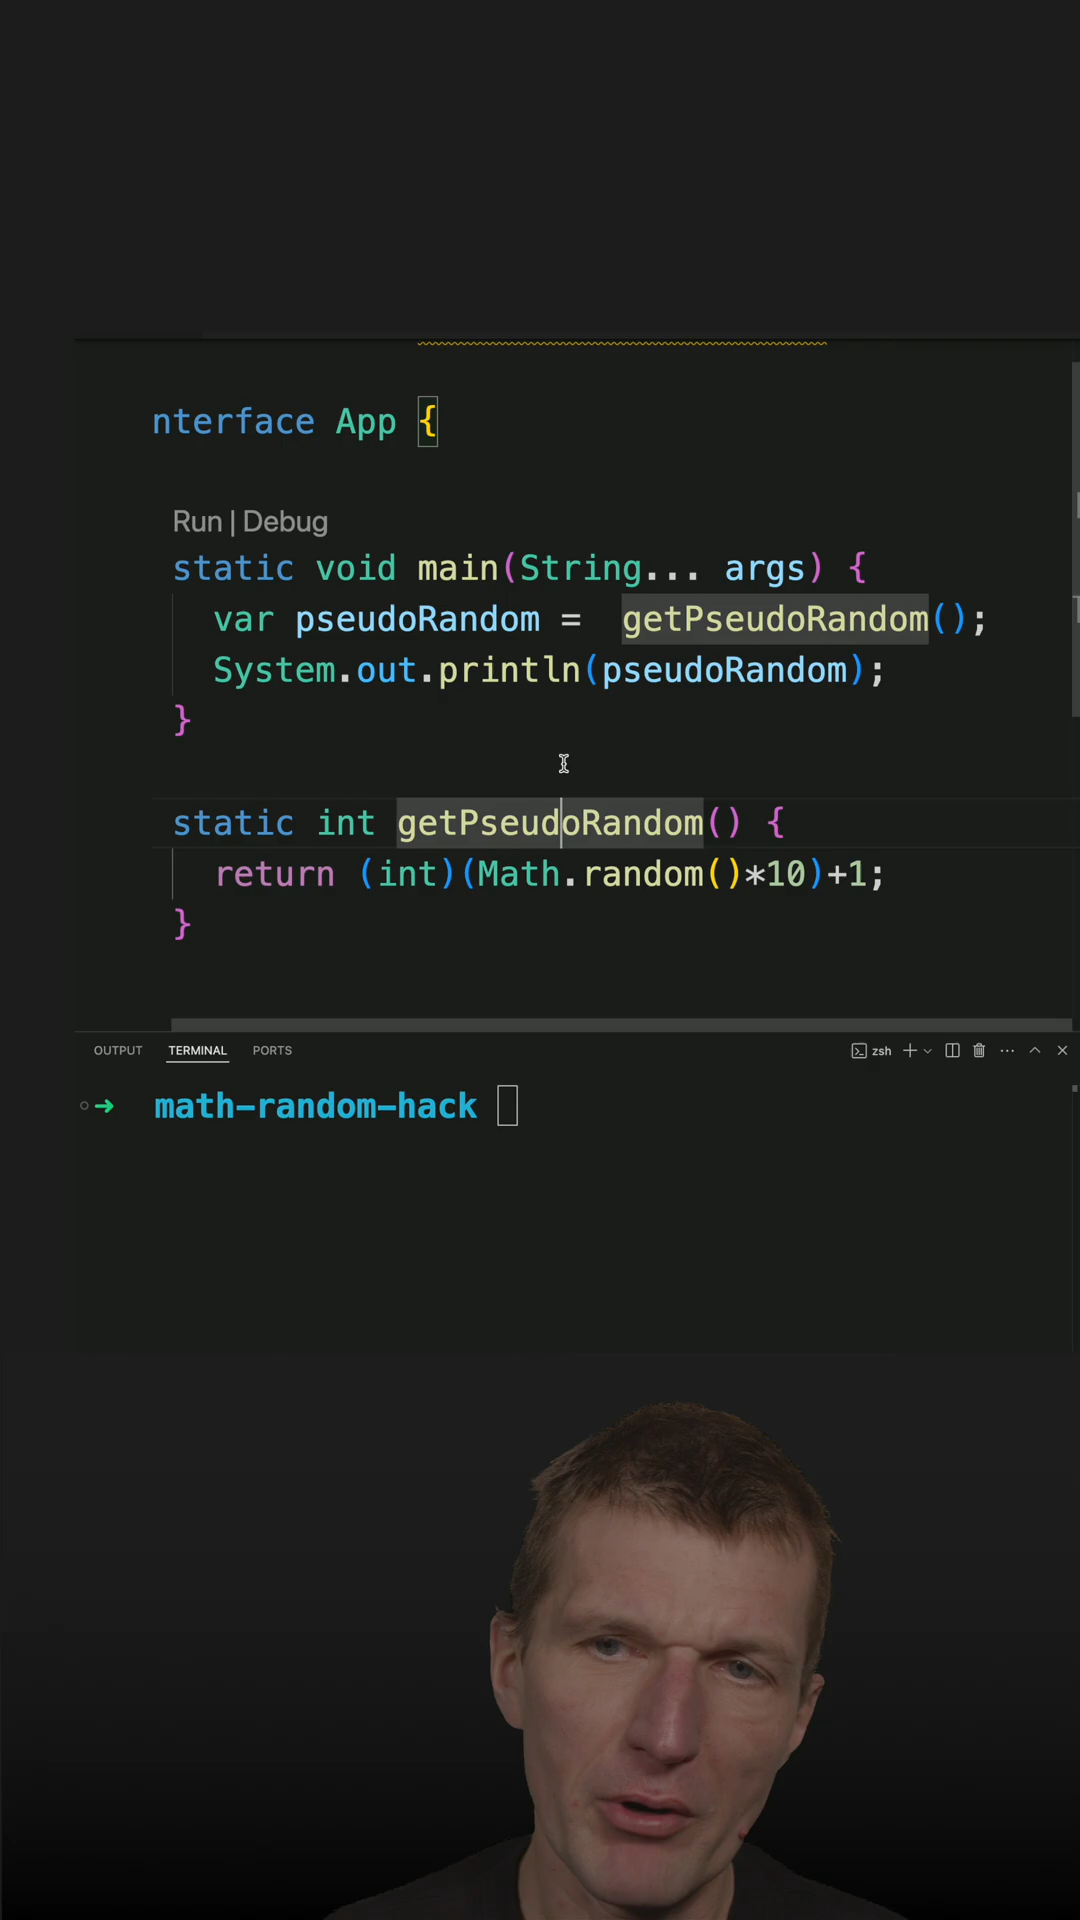 nterface App {
Run | Debug
static void main(String... args) {
var pseudoRandom =  getPseudoRandom();
System.out.println(pseudoRandom);
}
static int getPseudoRandom() {
return (int)(Math.random()*10)+1;
}
OUTPUT TERMINAL PORTS zsh
math-random-hack